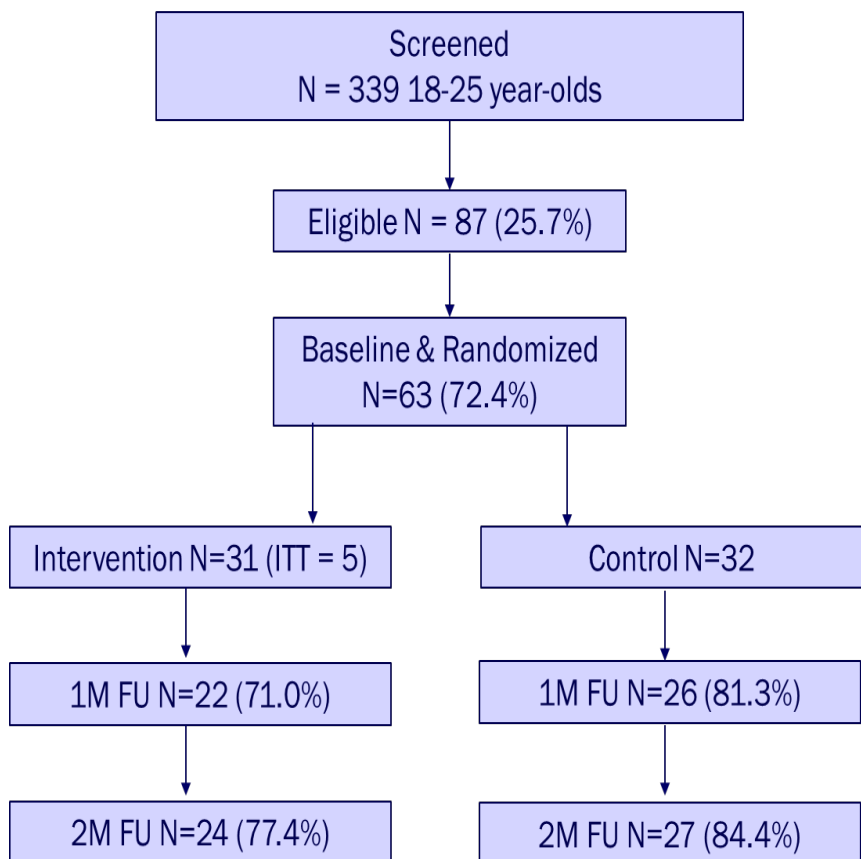 Screened
N = 339 18-25 year-olds
Eligible N = 87 (25.7%)
Baseline & Randomized
N=63 (72.4%)
Intervention N=31 (ITT = 5)
Control N=32
1M FU N=22 (71.0%)
1M FU N=26 (81.3%)
2M FU N=24 (77.4%)
2M FU N=27 (84.4%)